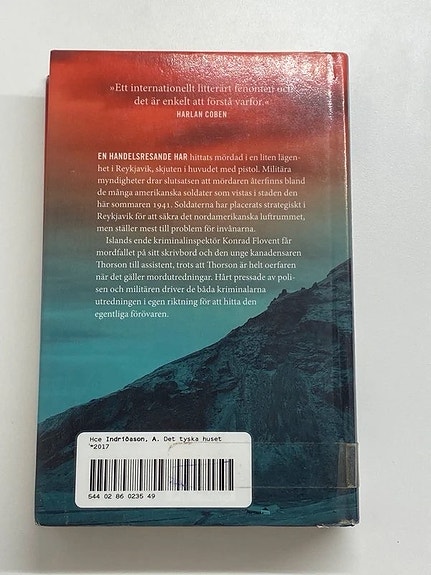 »Ett internationellt litterärt fenomen och
det är enkelt att förstå varför.«
HARLAN COBEN
EN HANDELSRESANDE HAR hittats mördad i en liten lägen-
het i Reykjavik, skjuten i huvudet med pistol. Militära
myndigheter drar slutsatsen att mördaren återfinns bland
de många amerikanska soldater som vistas i staden den
här sommaren 1941. Soldaterna har placerats strategiskt i
Reykjavik för att säkra det nordamerikanska luftrummet,
men ställer mest till problem för invånarna.
Islands ende kriminalinspektör Konrad Flovent får
mordfallet på sitt skrivbord och den unge kanadensaren
Thorson till assistent, trots att Thorson är helt oerfaren
när det gäller mordutredningar. Hårt pressade av poli-
sen och militären driver de båda kriminalarna
utredningen i egen riktning för att hitta den
egentliga förövaren.
Hce Indriðason, A. Det tyska huset
*2017
544 02 86 0235 49